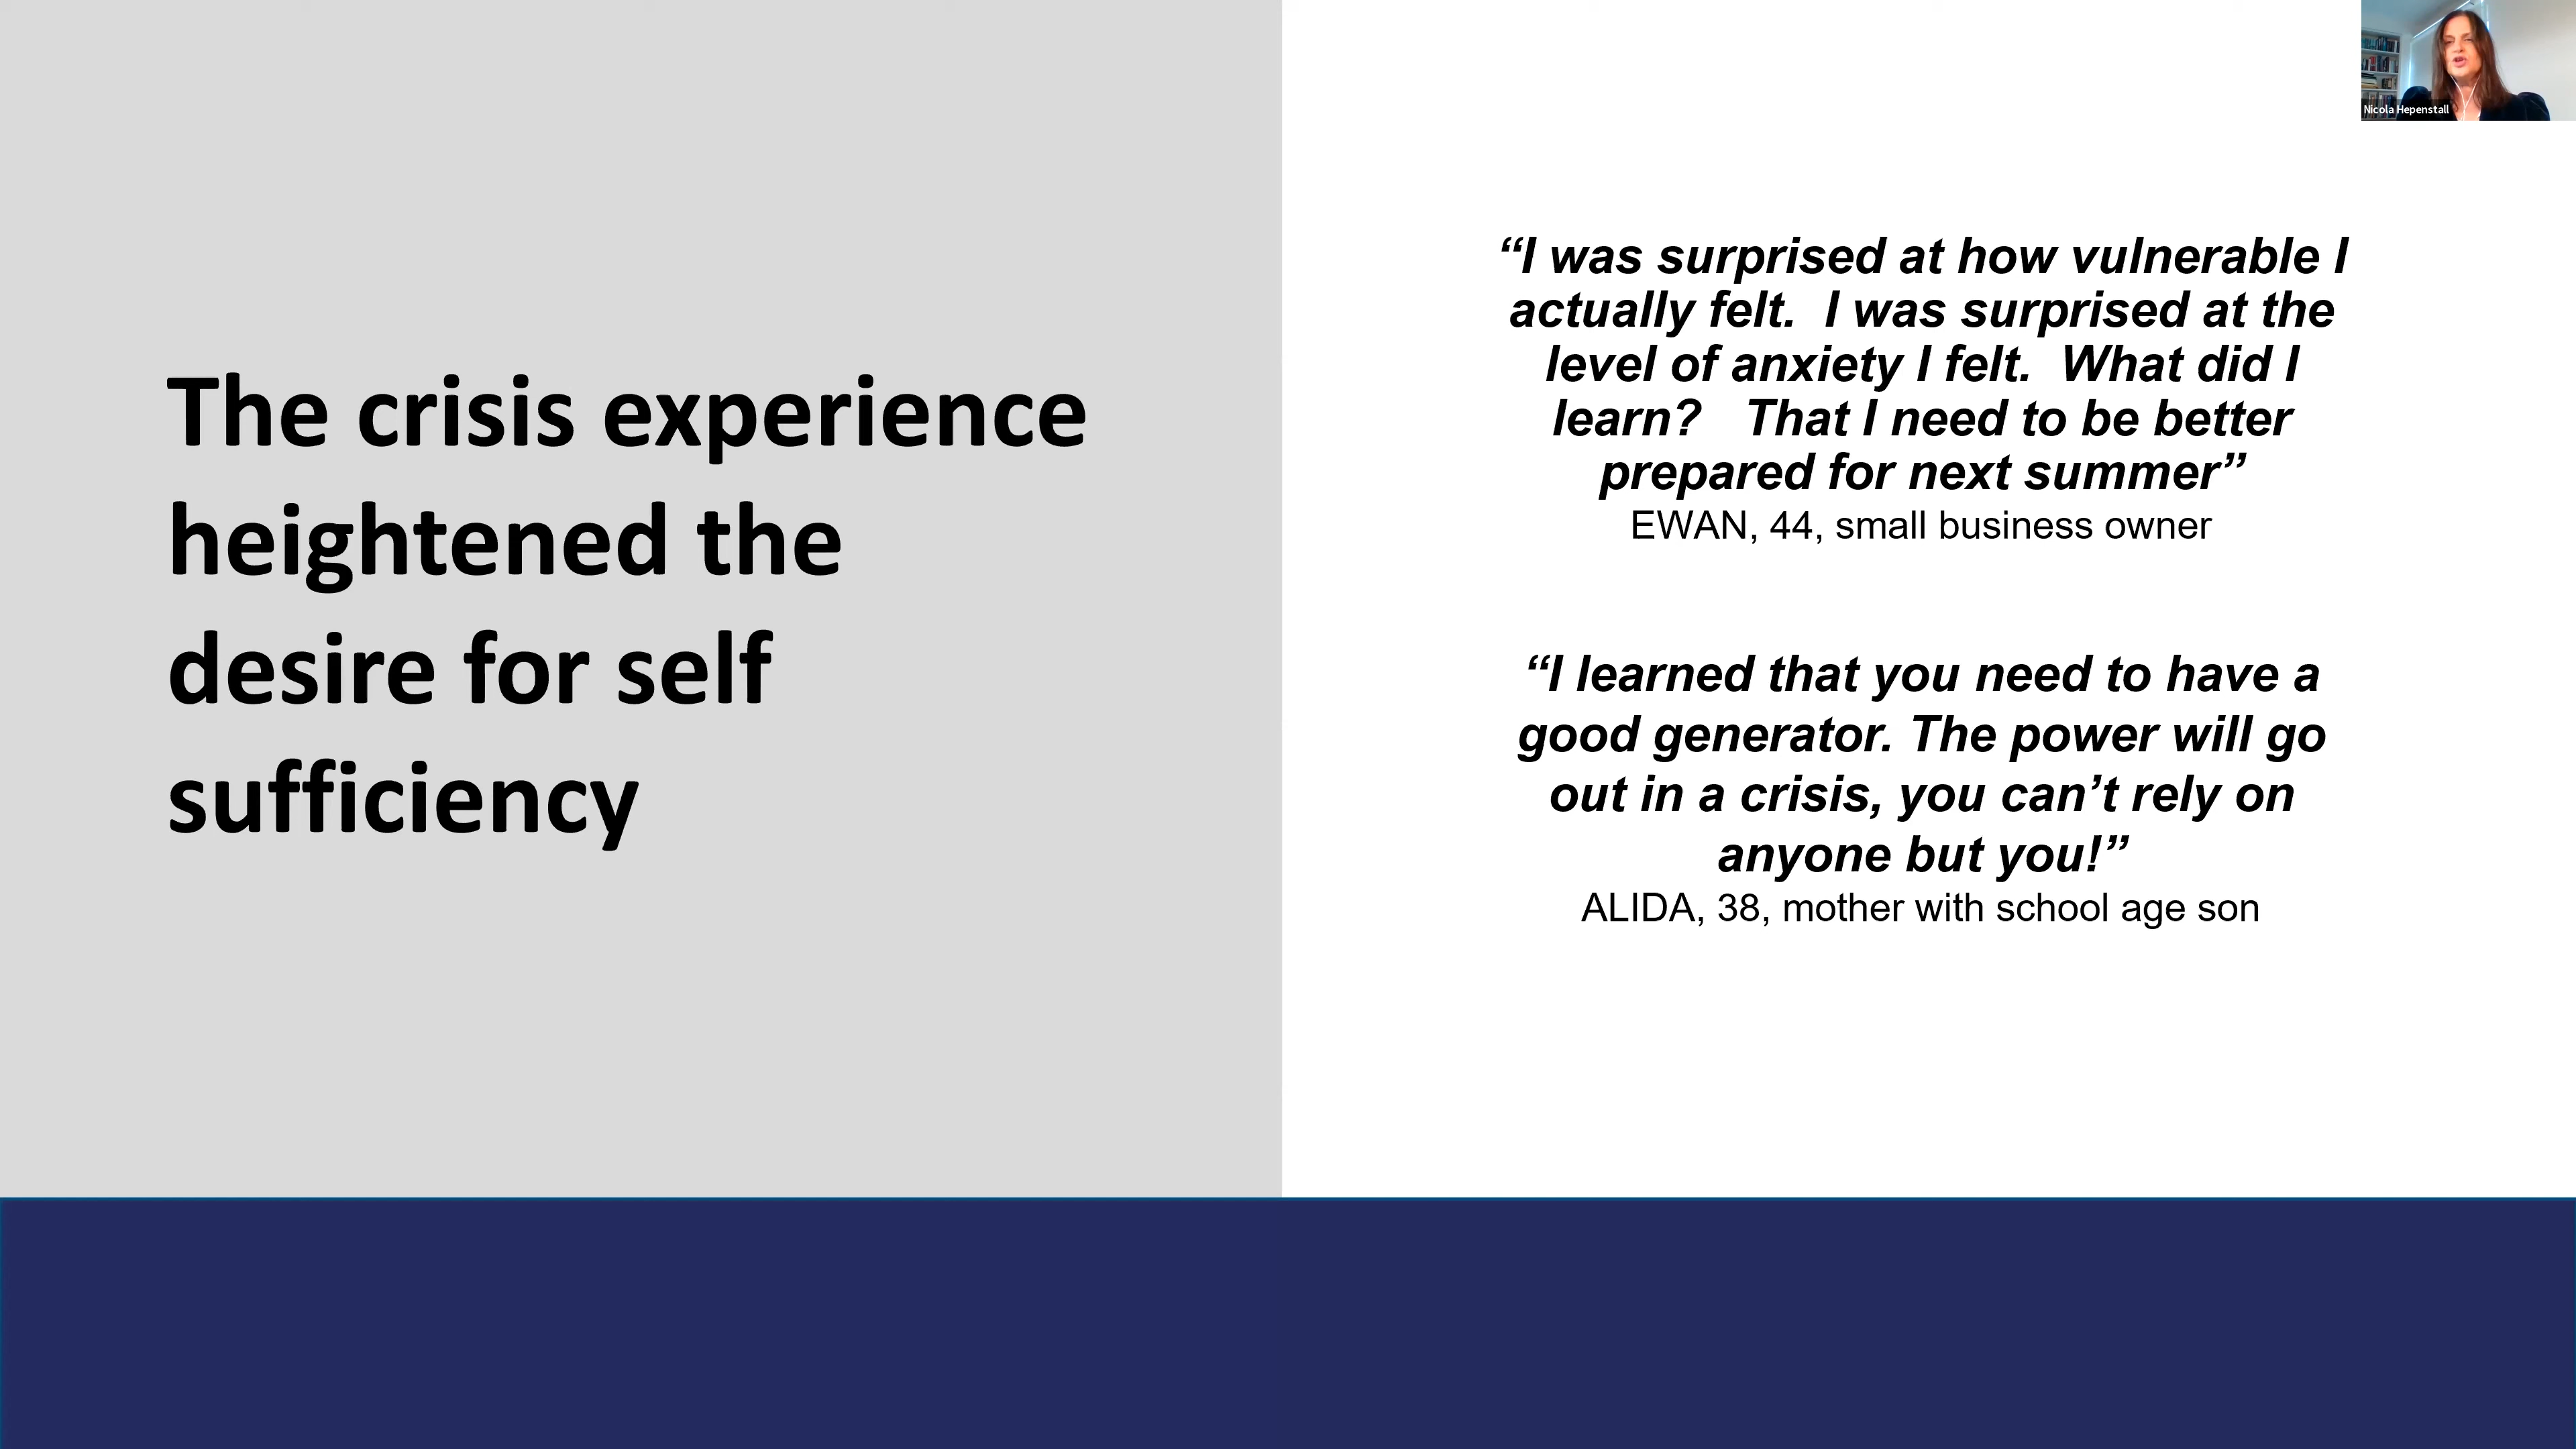 The crisis experience
heightened the
desire for self
sufficiency
“I was surprised at how vulnerable I
actually felt.  I was surprised at the
level of anxiety I felt.  What did I
learn?   That I need to be better
prepared for next summer”
EWAN, 44, small business owner
“I learned that you need to have a
good generator. The power will go
out in a crisis, you can’t rely on
anyone but you!”
ALIDA, 38, mother with school age son
Nicola Hepenstall